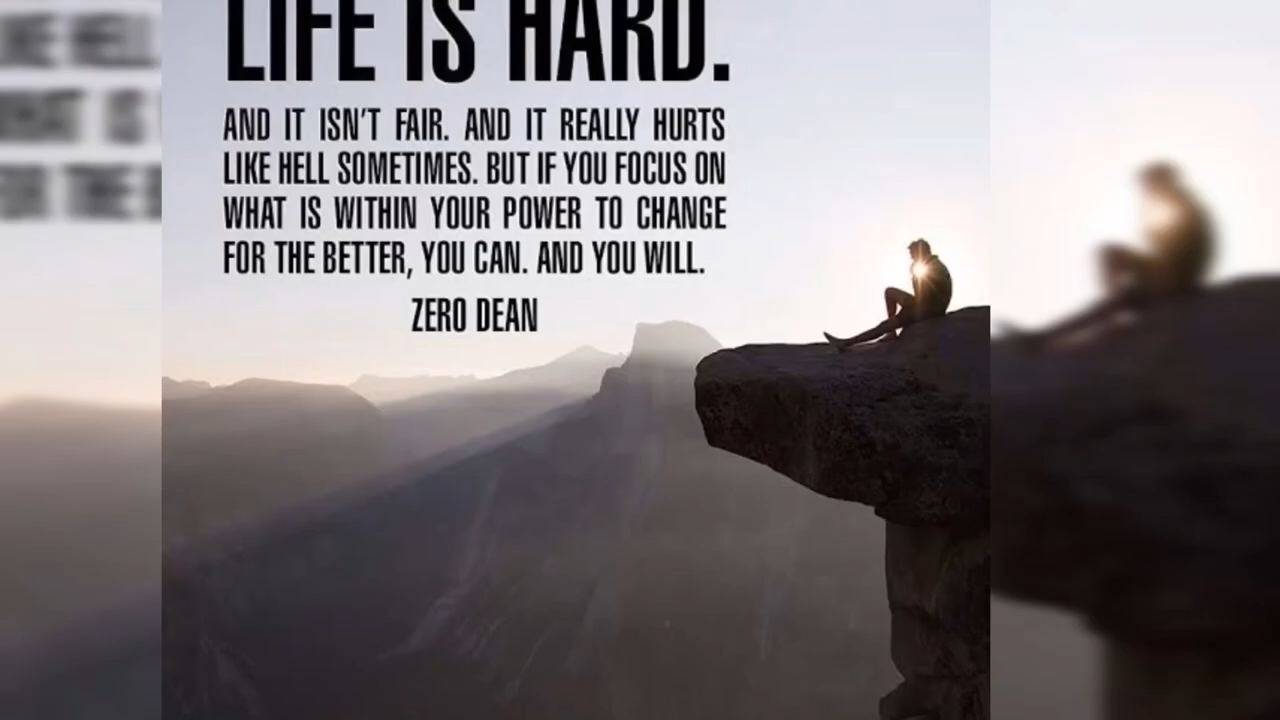 LIFE IS HARD.
AND IT ISN'T FAIR. AND IT REALLY HURTS
LIKE HELL SOMETIMES. BUT IF YOU FOCUS ON
WHAT IS WITHIN YOUR POWER TO CHANGE
FOR THE BETTER, YOU CAN. AND YOU WILL.
ZERO DEAN